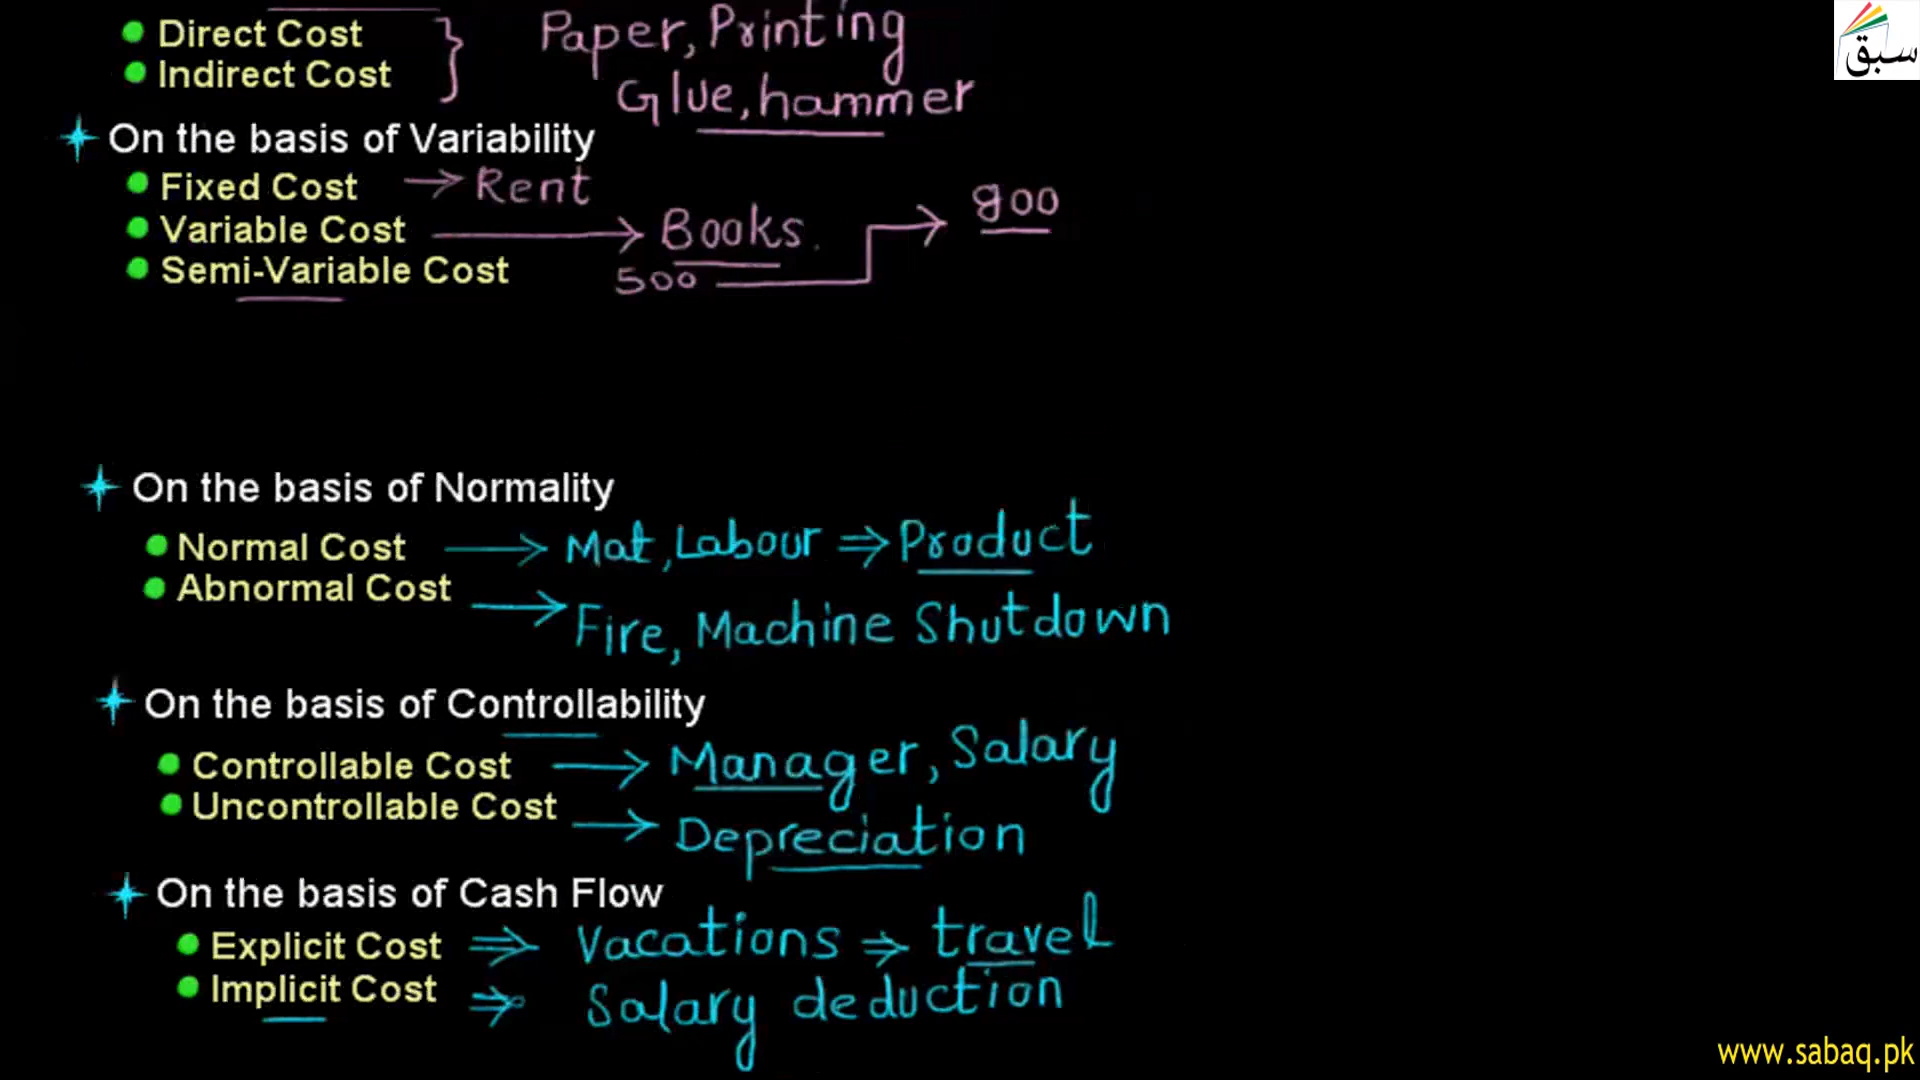 Direct Cost
Indirect Cost
Paper, Printing
Glue, hammer
سبق
On the basis of Variability
Fixed Cost → Rent
Variable Cost → Books. → 800
Semi-Variable Cost 500
On the basis of Normality
Normal Cost → Mat, Labour ⇒ Product
Abnormal Cost → Fire, Machine Shutdown
On the basis of Controllability
Controllable Cost → Manager, Salary
Uncontrollable Cost → Depreciation
On the basis of Cash Flow
Explicit Cost ⇒ Vacations ⇒ travel
Implicit Cost ⇒ Salary deduction
www.sabaq.pk